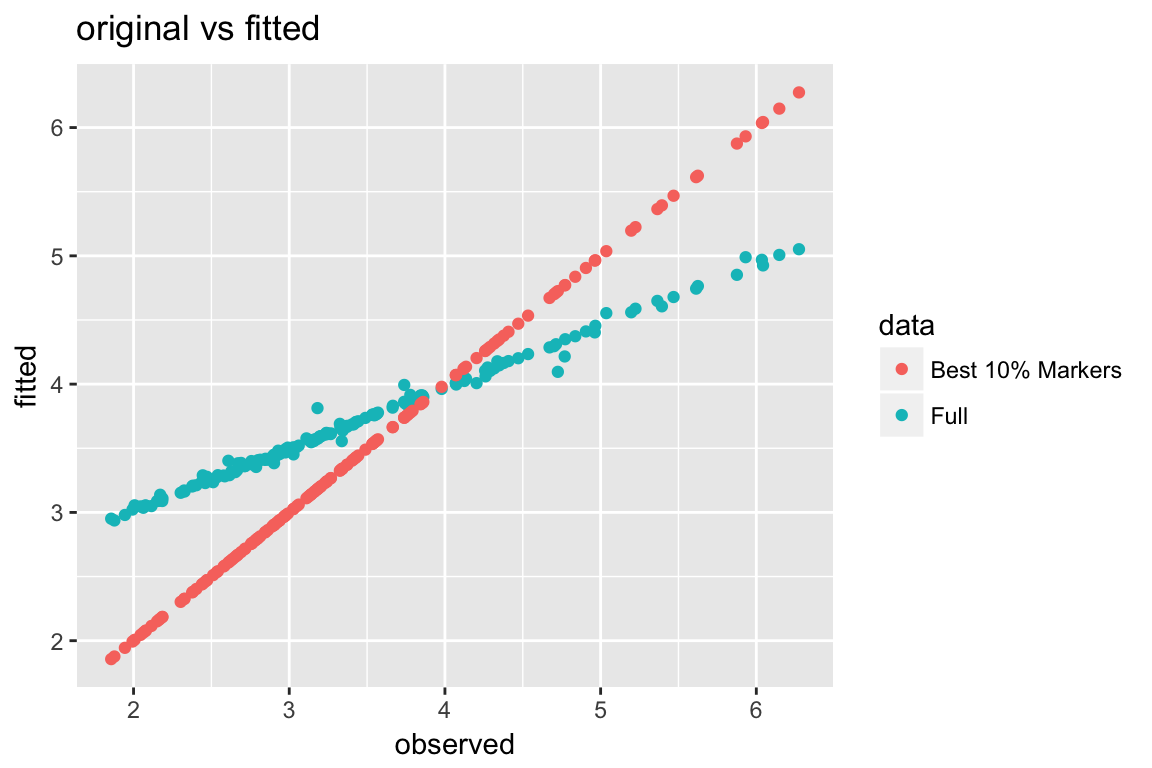 original vs fitted
6
5
4
3
2
fitted
2 3 4 5 6
observed
data
Best 10% Markers
Full